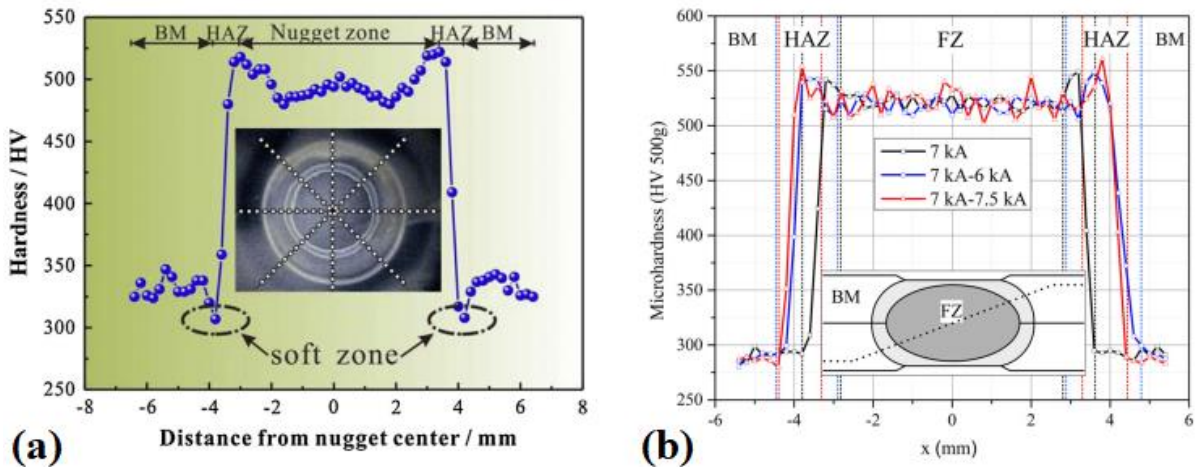 BM HAZ Nugget zone HAZ BM
550
500
450
400
350
300
250
Hardness / HV
soft zone
-8 -6 -4 -2 0 2 4 6 8
Distance from nugget center / mm
(a)
600
550
500
450
400
350
300
250
Microhardness (HV 500g)
BM HAZ FZ HAZ BM
7 kA
7 kA-6 kA
7 kA-7.5 kA
BM
FZ
-6 -4 -2 0 2 4 6
x (mm)
(b)